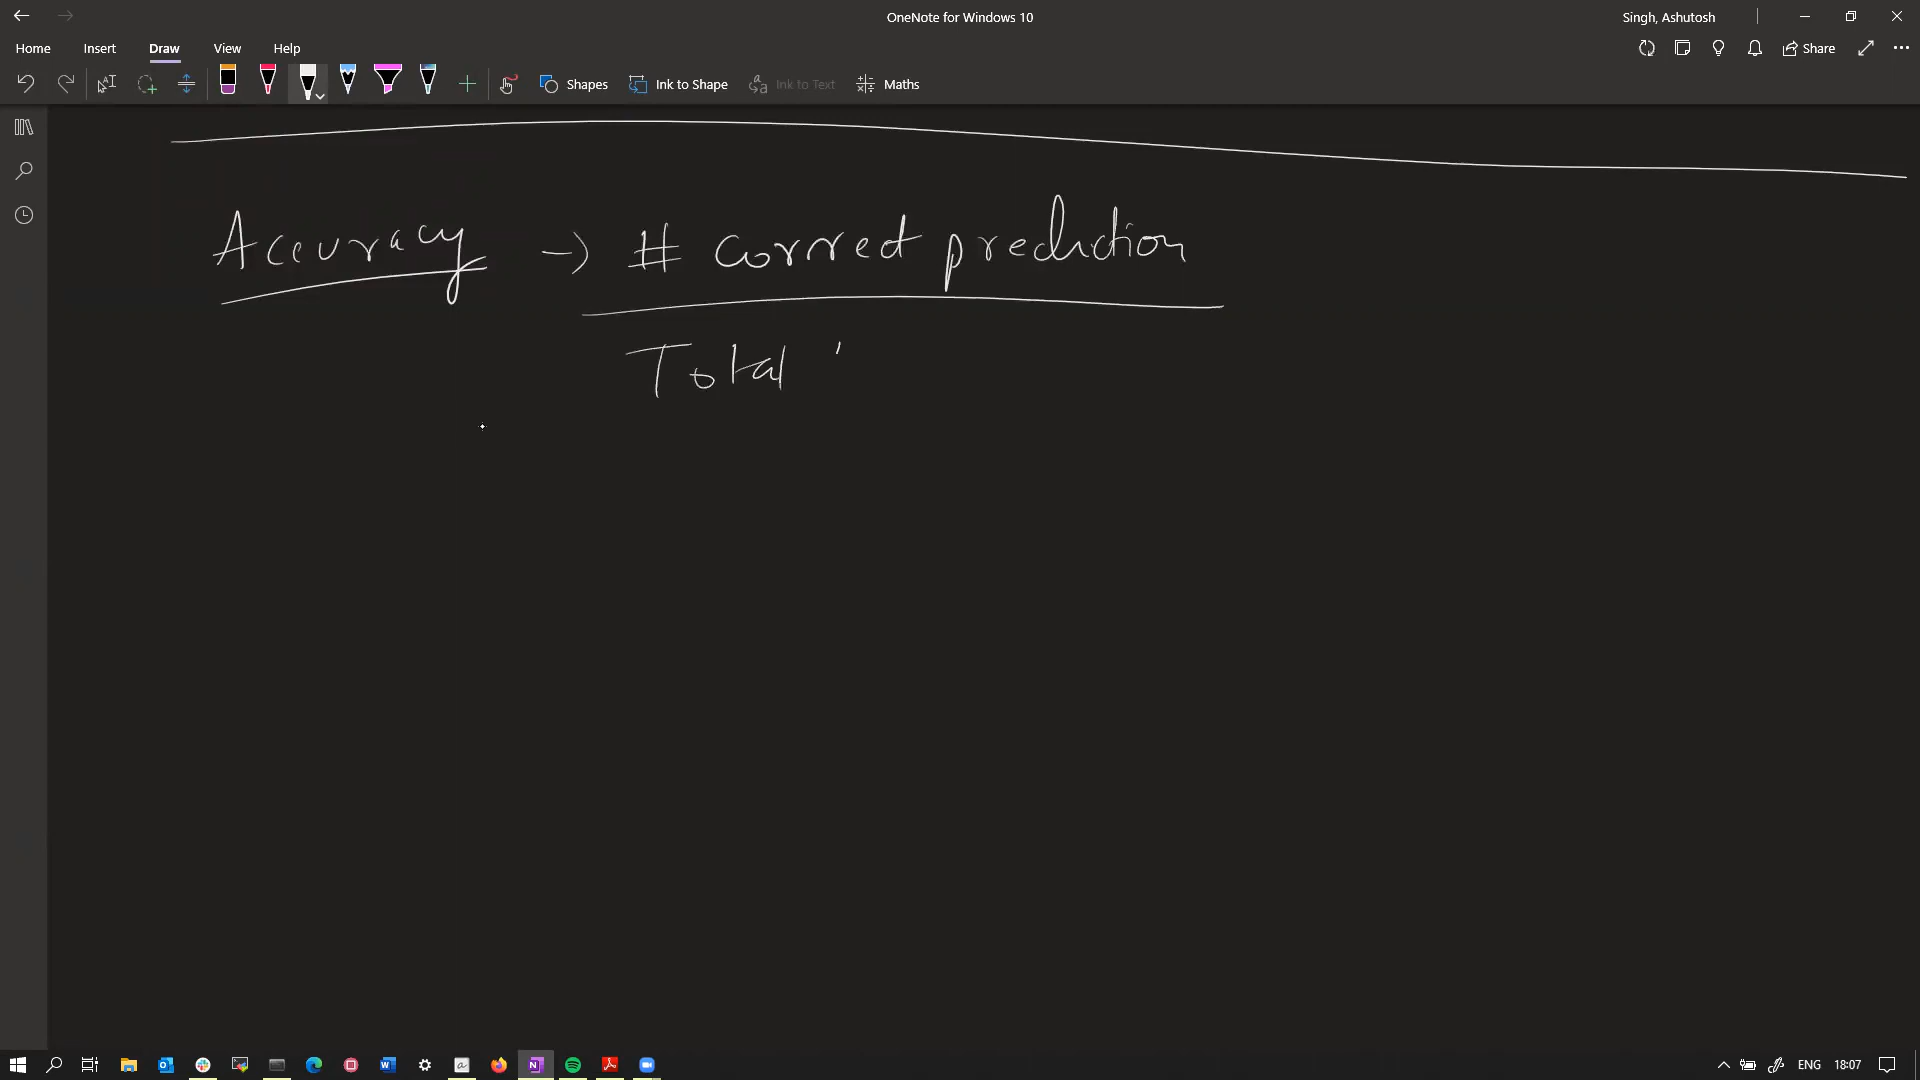 OneNote for Windows 10
Singh, Ashutosh
Home Insert Draw View Help
Share
Shapes Ink to Shape Ink to Text Maths
Accuracy → # correct prediction
Total '
ENG 18:07